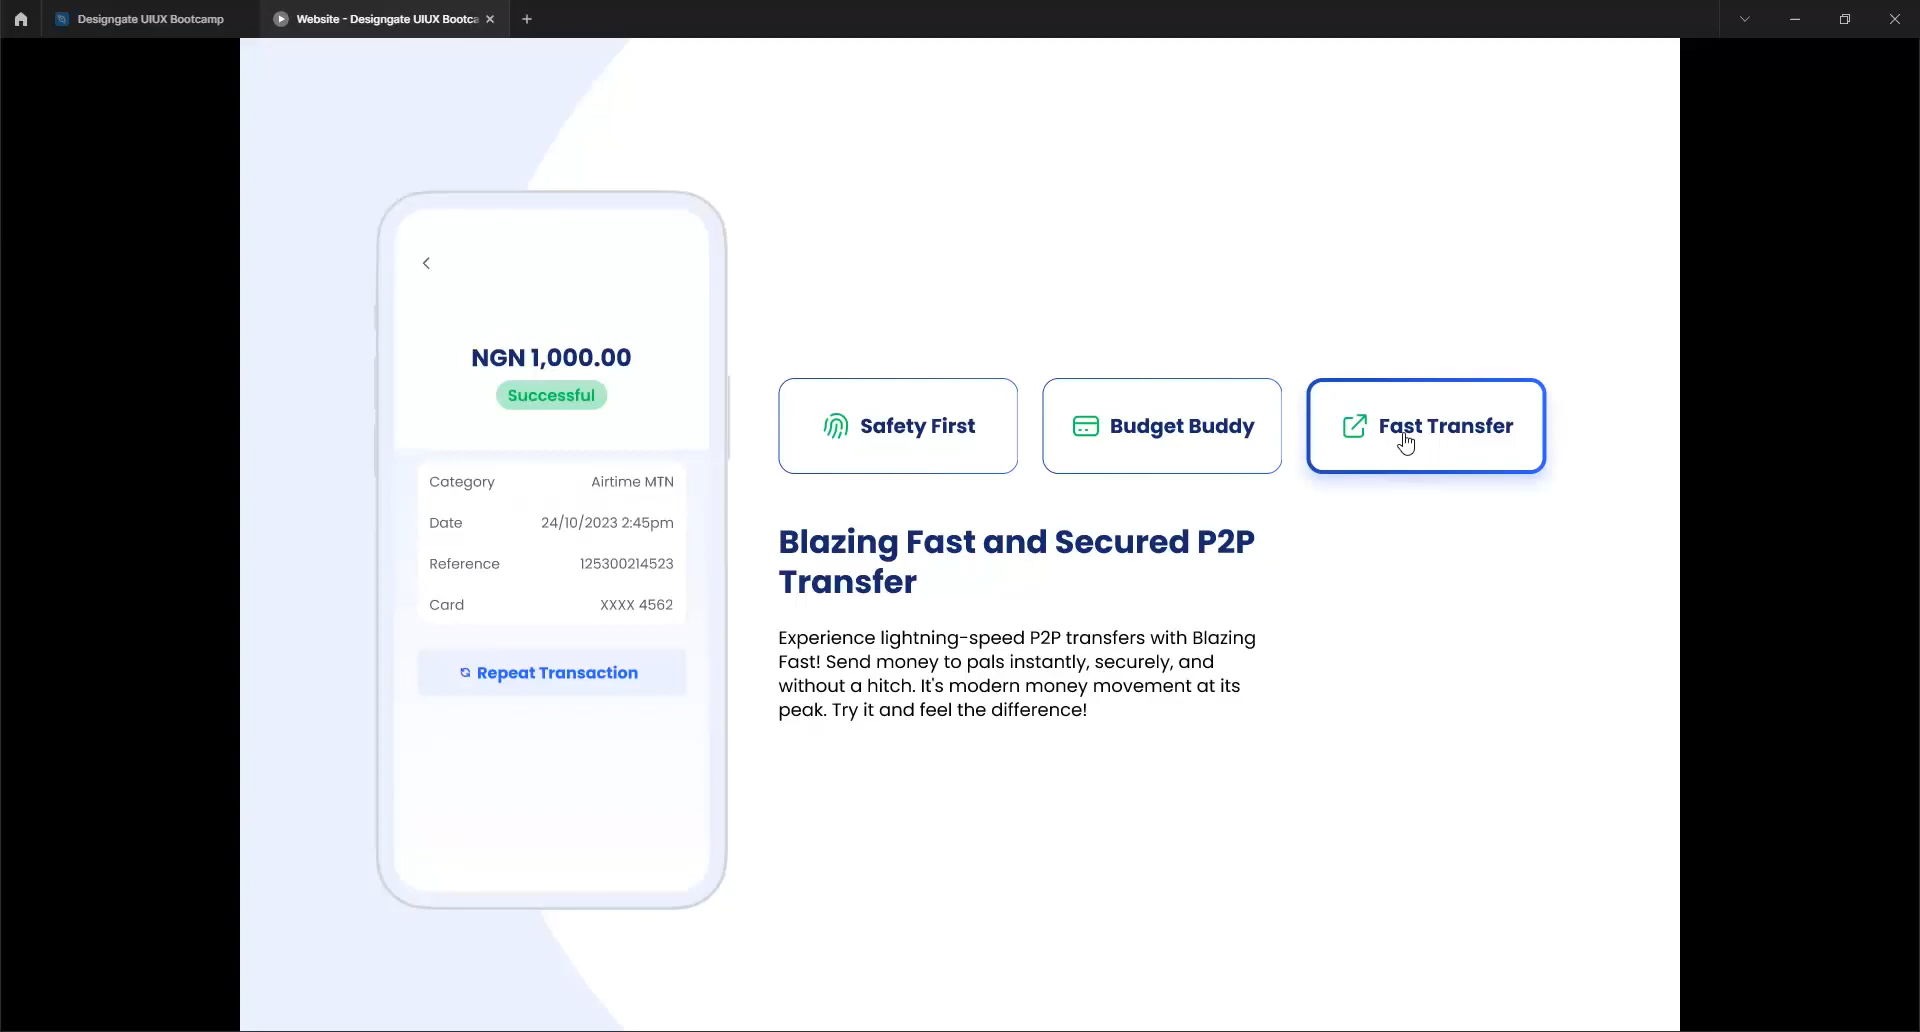 Designgate UIUX Bootcamp
Website - Designgate UIUX Bootca
NGN 1,000.00
Successful
Category Airtime MTN
Date 24/10/2023 2:45pm
Reference 125300214523
Card XXXX 4562
Repeat Transaction
Safety First
Budget Buddy
Fast Transfer
Blazing Fast and Secured P2P
Transfer
Experience lightning-speed P2P transfers with Blazing
Fast! Send money to pals instantly, securely, and
without a hitch. It's modern money movement at its
peak. Try it and feel the difference!